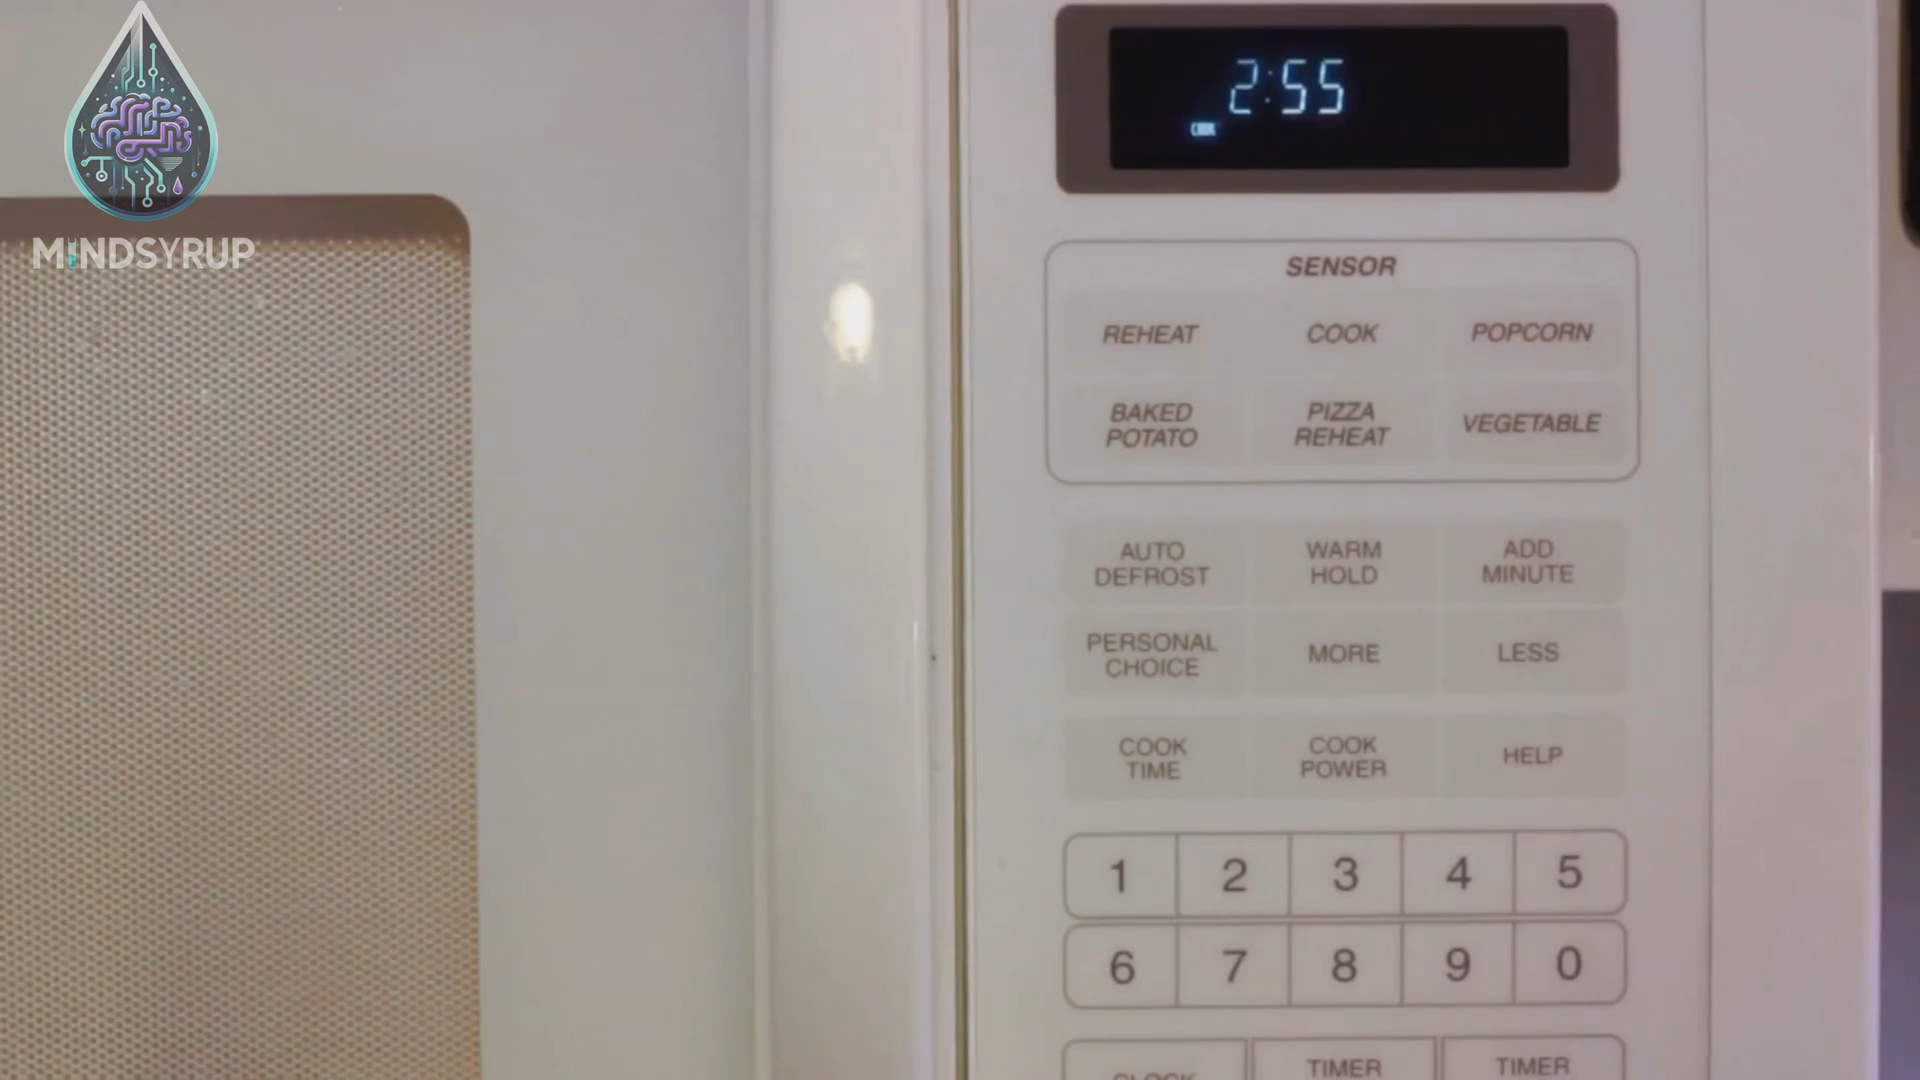 MINDSYRUP
2:55
COOK
SENSOR
REHEAT COOK POPCORN
BAKED POTATO
PIZZA REHEAT
VEGETABLE
AUTO DEFROST
WARM HOLD
ADD MINUTE
PERSONAL CHOICE
MORE
LESS
COOK TIME
COOK POWER
HELP
1 2 3 4 5
6 7 8 9 0
CLOCK
TIMER
TIMER